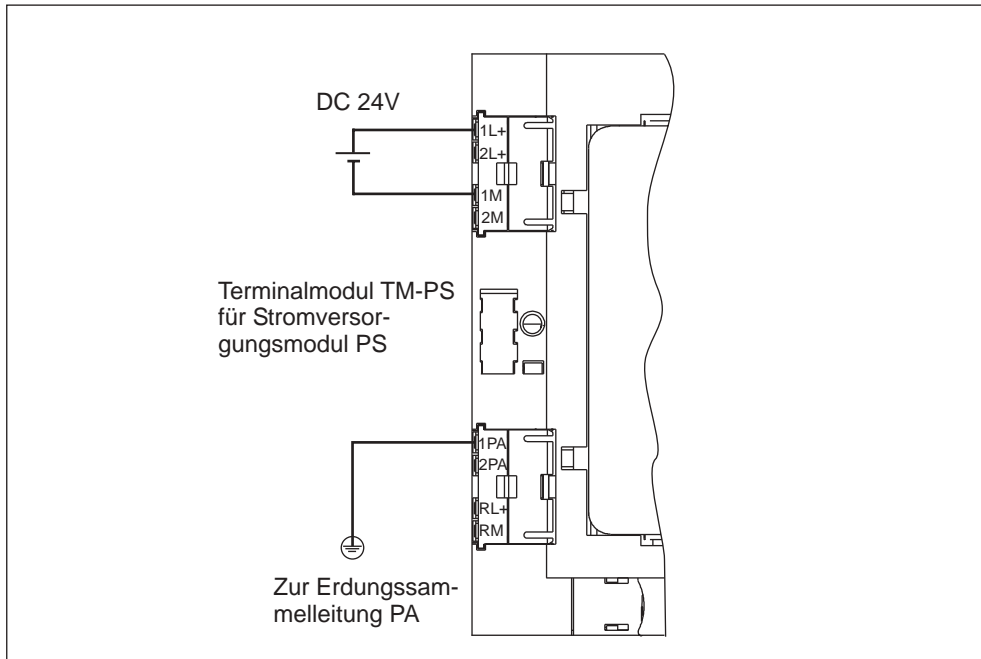 DC 24V
1L+
2L+
1M
2M
Terminalmodul TM-PS
für Stromversor-
gungsmodul PS
1PA
2PA
RL+
RM
Zur Erdungssam-
melleitung PA